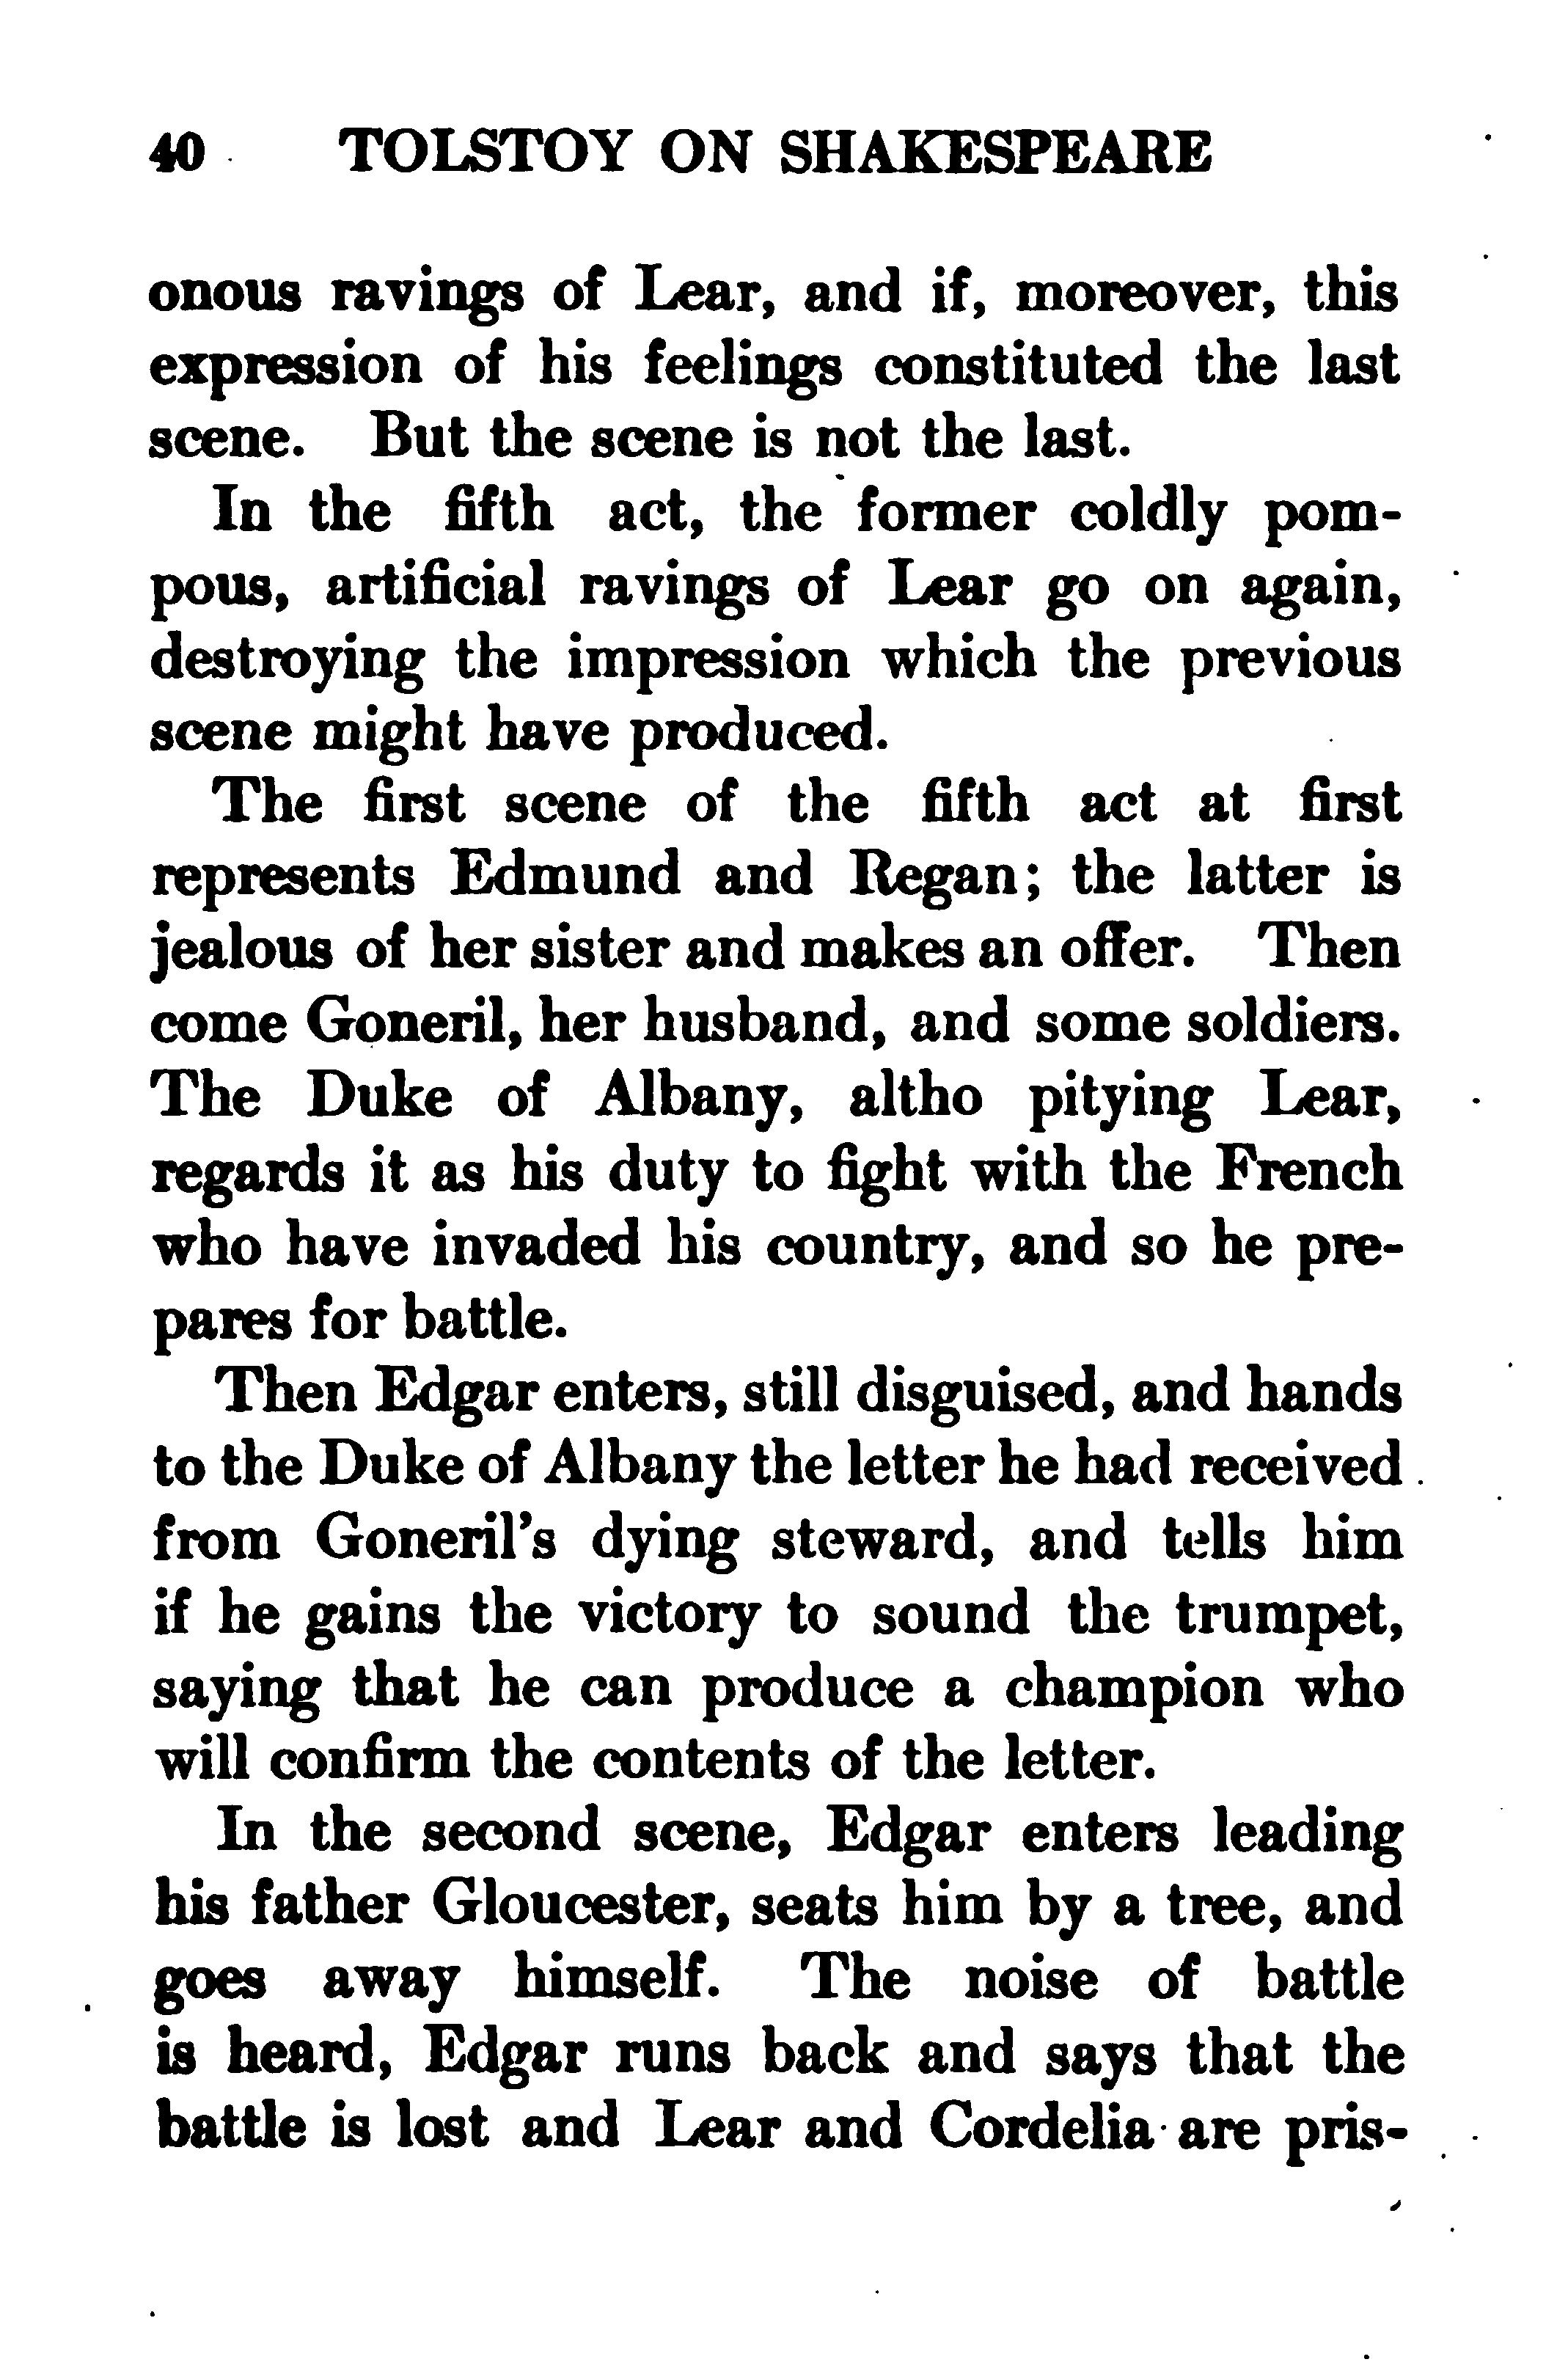 40 TOLSTOY ON SHAKESPEARE
onous ravings of Lear, and if, moreover, this
expression of his feelings constituted the last
scene. But the scene is not the last.
In the fifth act, the former coldly pom-
pous, artificial ravings of Lear go on again,
destroying the impression which the previous
scene might have produced.
The first scene of the fifth act at first
represents Edmund and Regan; the latter is
jealous of her sister and makes an offer. Then
come Goneril, her husband, and some soldiers.
The Duke of Albany, altho pitying Lear,
regards it as his duty to fight with the French
who have invaded his country, and so he pre-
pares for battle.
Then Edgar enters, still disguised, and hands
to the Duke of Albany the letter he had received
from Goneril's dying steward, and tells him
if he gains the victory to sound the trumpet,
saying that he can produce a champion who
will confirm the contents of the letter.
In the second scene, Edgar enters leading
his father Gloucester, seats him by a tree, and
goes away himself. The noise of battle
is heard, Edgar runs back and says that the
battle is lost and Lear and Cordelia are pris-